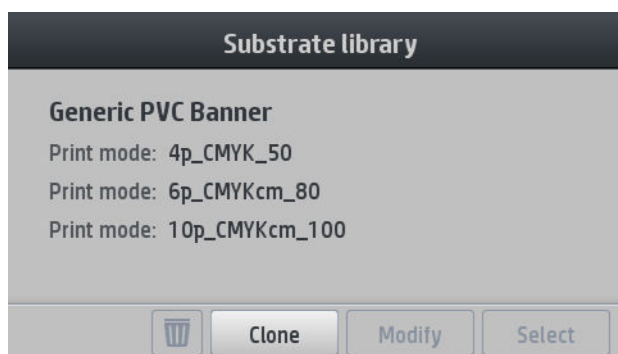 Substrate library
Generic PVC Banner
Print mode: 4p_CMYK_50
Print mode: 6p_CMYKcm_80
Print mode: 10p_CMYKcm_100
Clone Modify Select